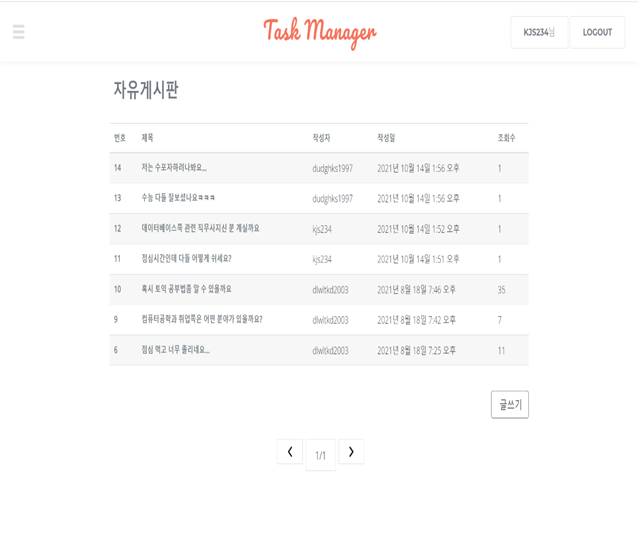 Task Manager
KJS234님 LOGOUT
자유게시판
번호 제목 작성자 작성일 조회수
14 저는 수포자하려나봐요... dudghks1997 2021년 10월 14일 1:56 오후 1
13 수능 다들 잘보셨나요ㅋㅋㅋ dudghks1997 2021년 10월 14일 1:56 오후 1
12 데이터베이스쪽 관련 직무사지신 분 계실까요 kjs234 2021년 10월 14일 1:52 오후 1
11 점심시간인데 다들 어떻게 쉬세요? kjs234 2021년 10월 14일 1:51 오후 1
10 혹시 토익 공부법좀 알 수 있을까요 dlwltkd2003 2021년 8월 18일 7:46 오후 35
9 컴퓨터공학과 취업쪽은 어떤 분야가 있을까요? dlwltkd2003 2021년 8월 18일 7:42 오후 7
6 점심 먹고 너무 졸리네요... dlwltkd2003 2021년 8월 18일 7:25 오후 11
글쓰기
1/1